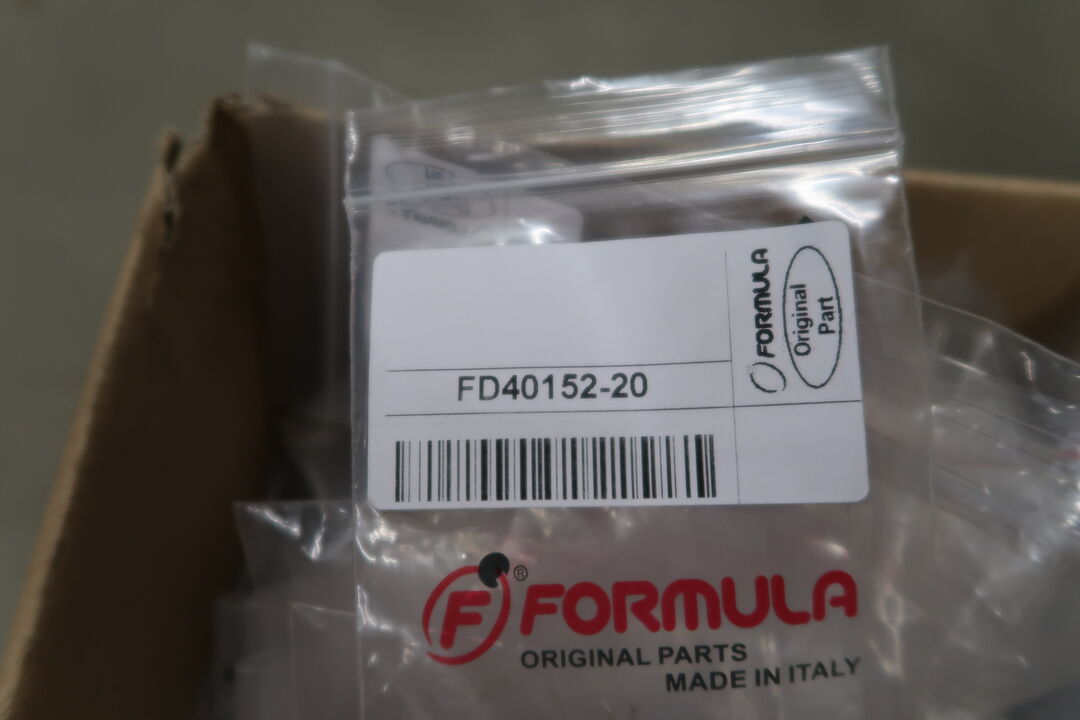 FD40152-20
FORMULA
Original
Part
F
® FORMULA
ORIGINAL PARTS
MADE IN ITALY